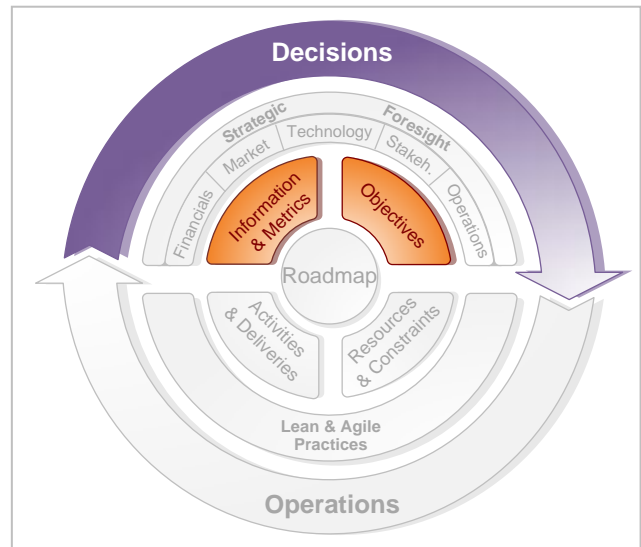 Decisions
Strategic
Foresight
Financials
Market
Technology
Stakeh.
Operations
Information
& Metrics
Objectives
Roadmap
Activities
& Deliveries
Resources
& Constraints
Lean & Agile
Practices
Operations